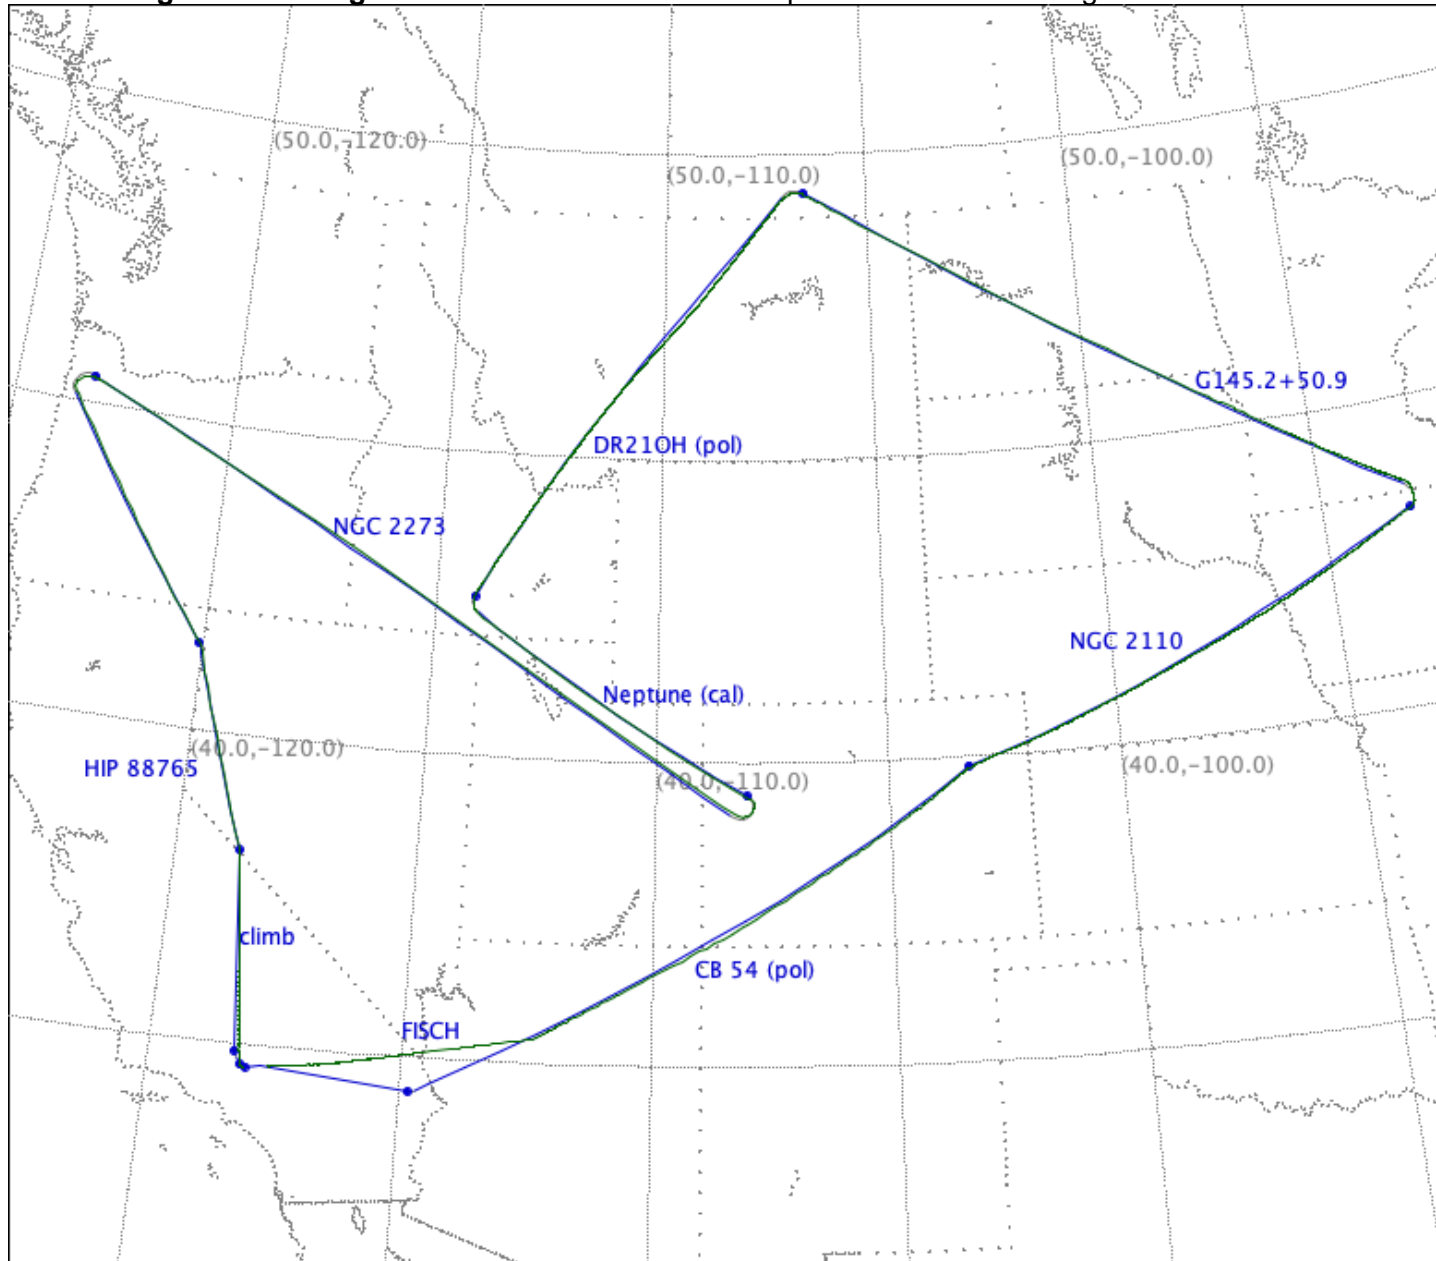 (50.0,-120.0)
(50.0,-110.0)
(50.0,-100.0)
G145.2+50.9
DR21OH (pol)
NGC 2273
NGC 2110
Neptune (cal)
(40.0,-120.0)
HIP 88765
(40.0,-110.0)
(40.0,-100.0)
climb
CB 54 (pol)
FISCH